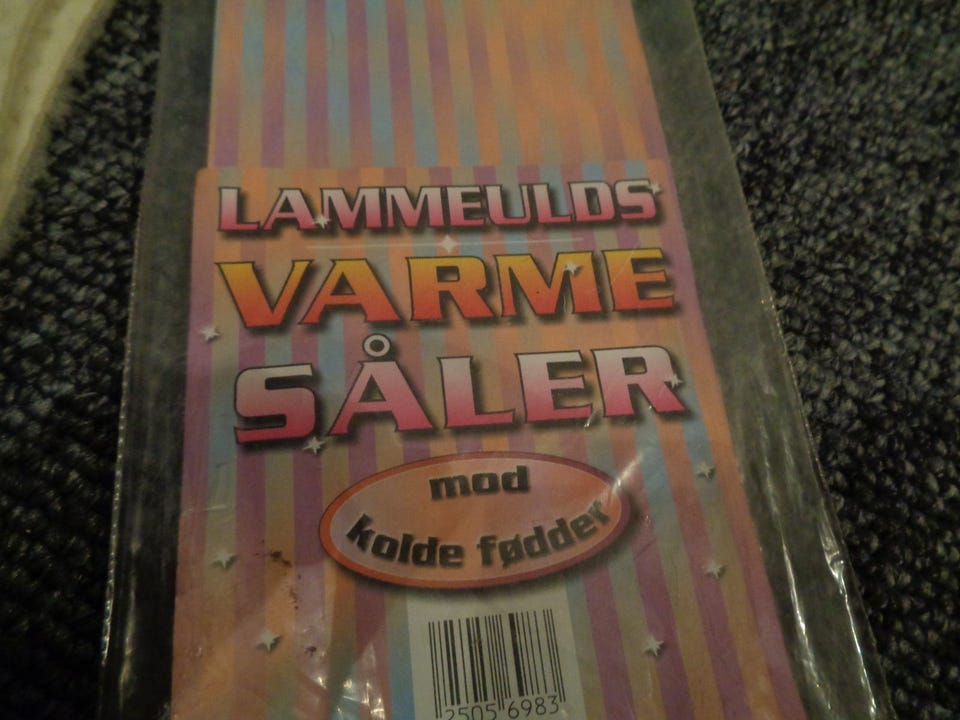 LAMMEULDS
VARME
SÅLER
mod
kolde fødder
2505 6983